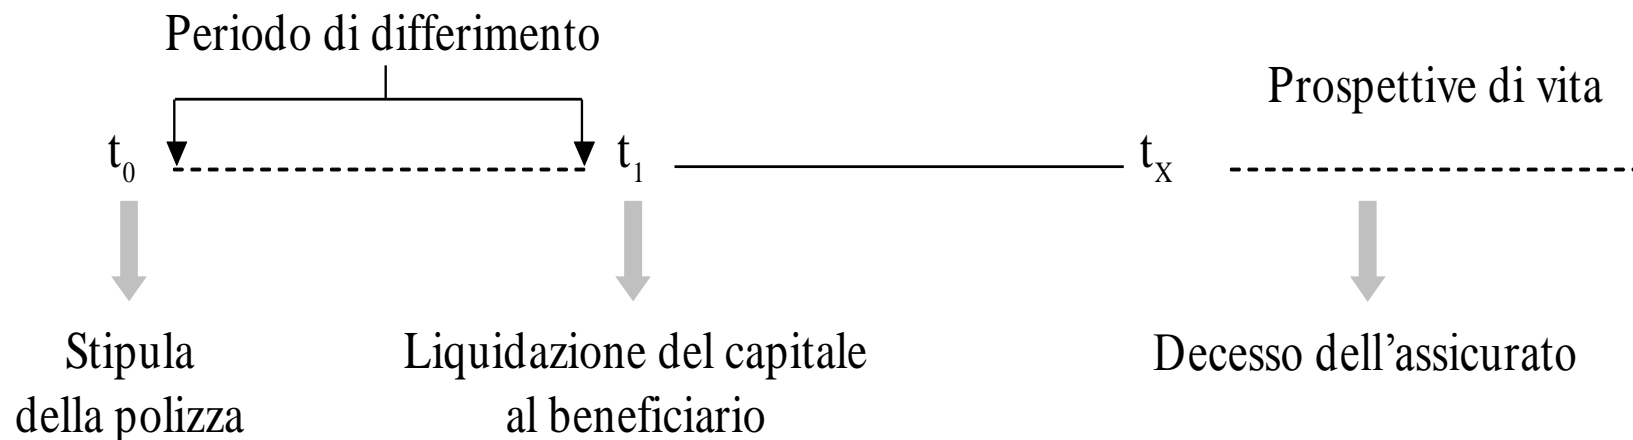 Periodo di differimento
Prospettive di vita
t0
t1
tX
Stipula
della polizza
Liquidazione del capitale
al beneficiario
Decesso dell’assicurato